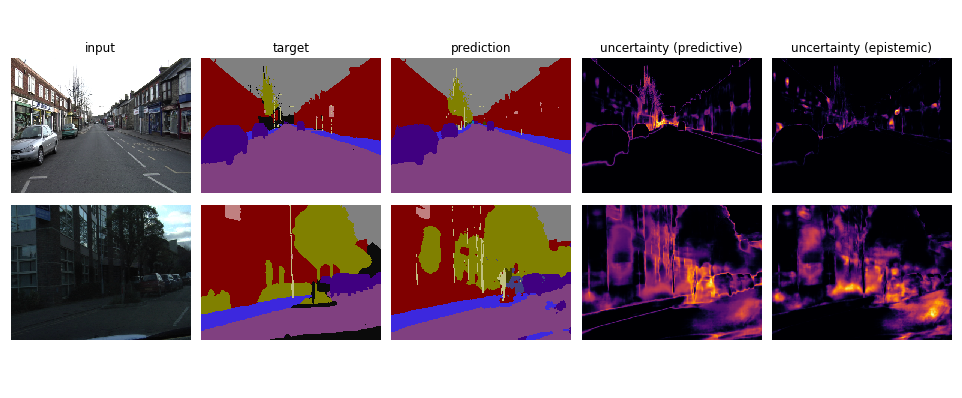 input
target
prediction
uncertainty (predictive)
uncertainty (epistemic)